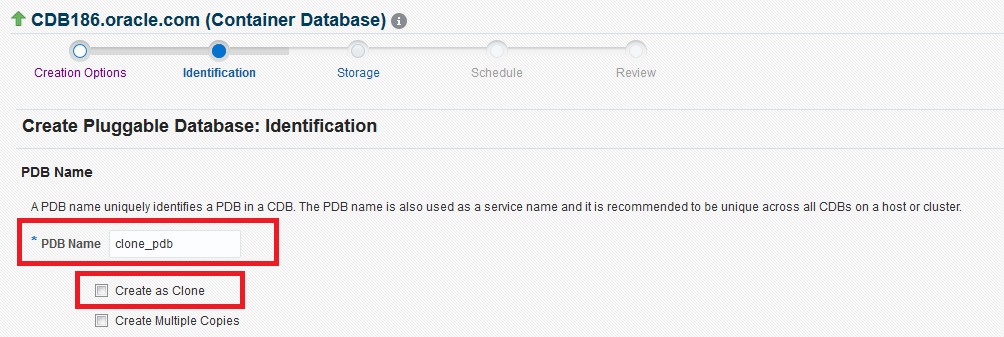 CDB186.oracle.com (Container Database) i
Creation Options Identification Storage Schedule Review
Create Pluggable Database: Identification
PDB Name
A PDB name uniquely identifies a PDB in a CDB. The PDB name is also used as a service name and it is recommended to be unique across all CDBs on a host or cluster.
* PDB Name clone_pdb
Create as Clone
Create Multiple Copies